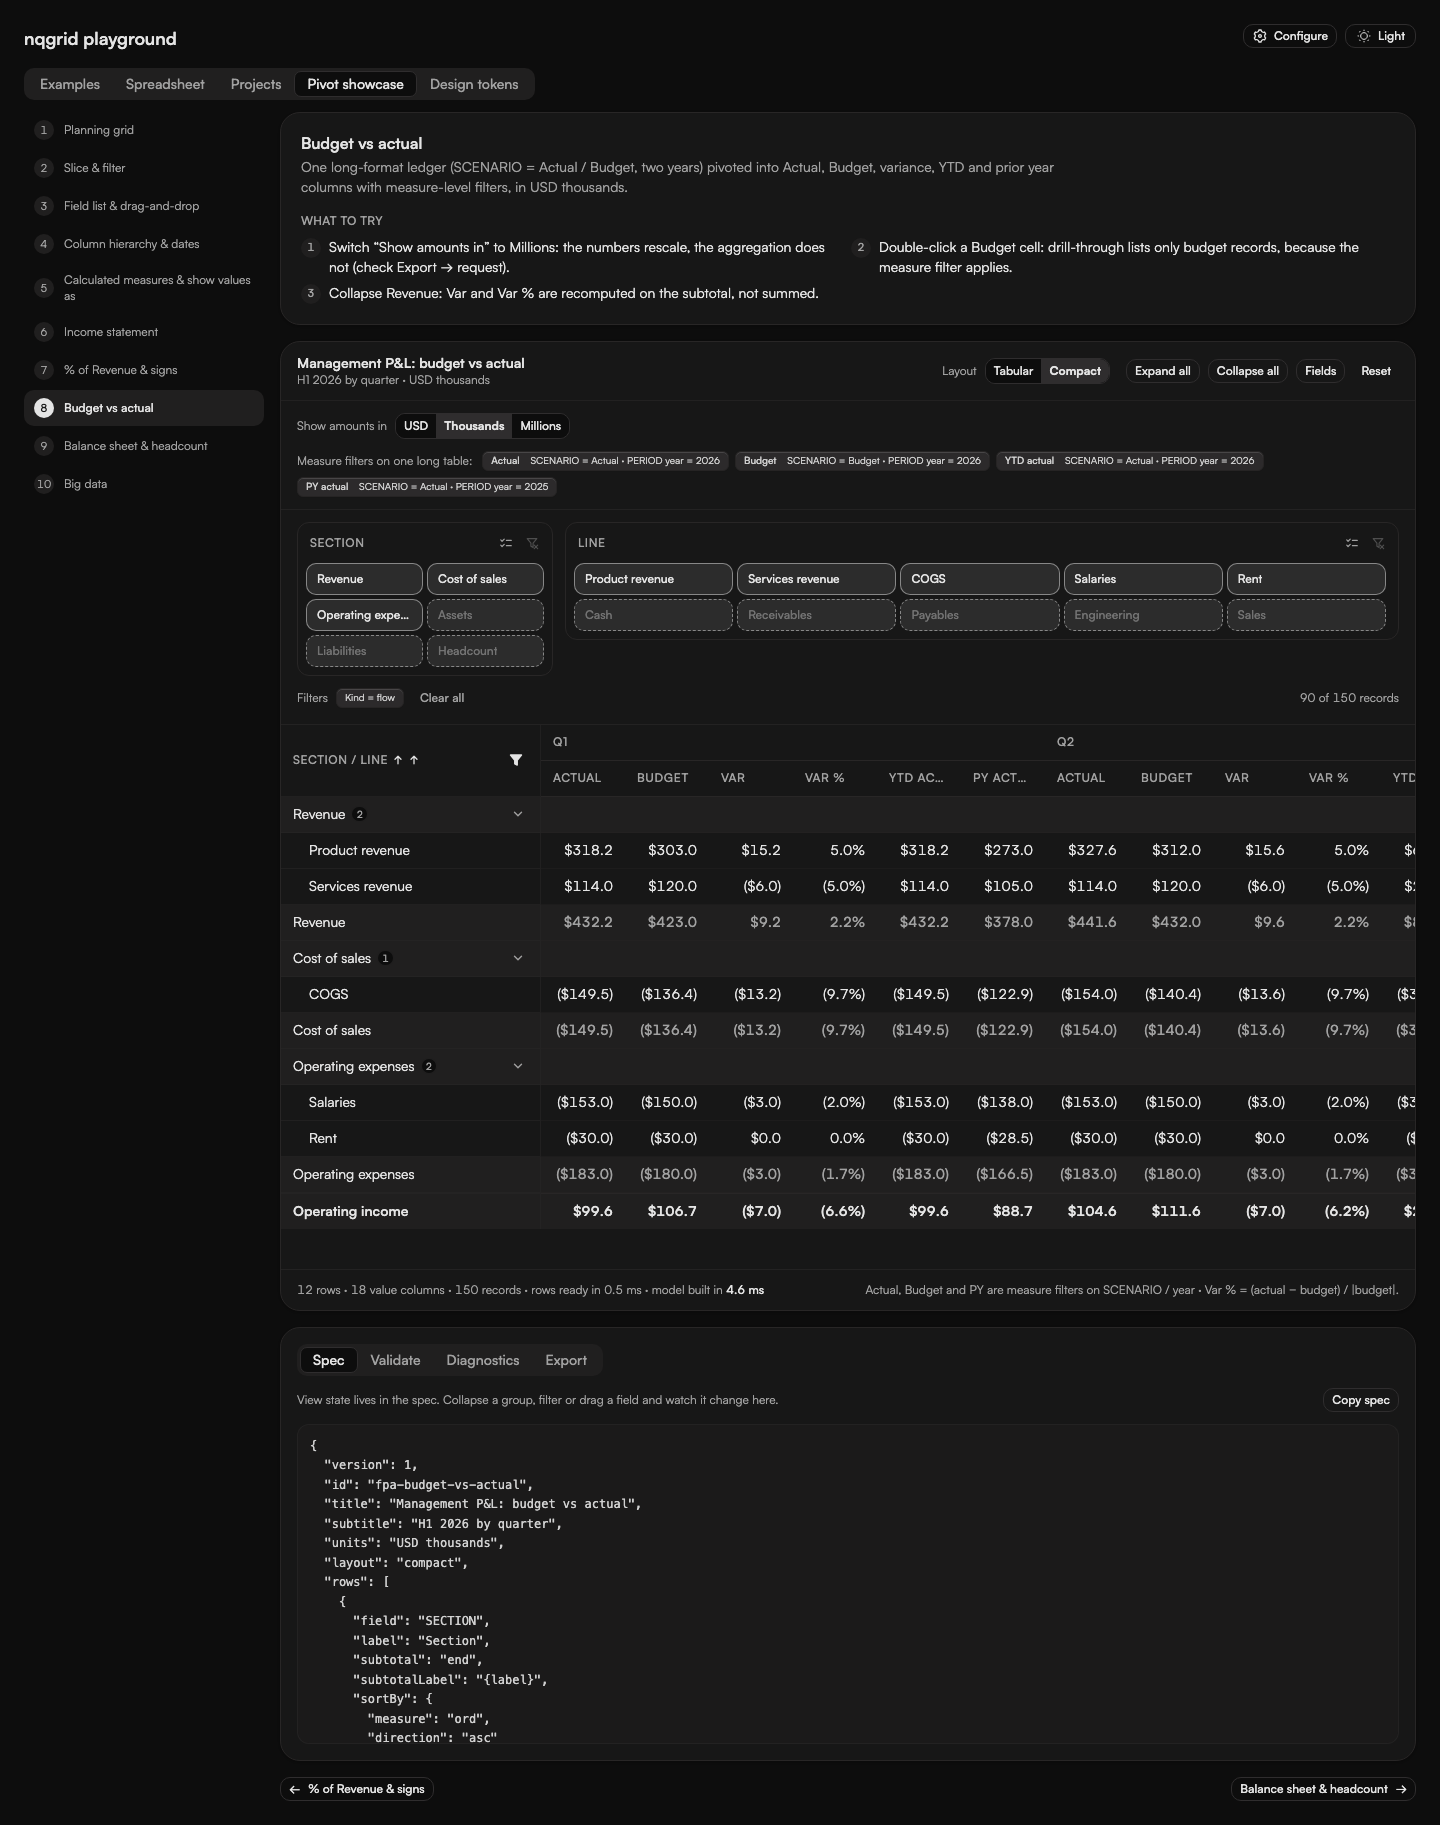 nqgrid playground
Configure
Light
Examples
Spreadsheet
Projects
Pivot showcase
Design tokens
1 Planning grid
2 Slice & filter
3 Field list & drag-and-drop
4 Column hierarchy & dates
5 Calculated measures & show values as
6 Income statement
7 % of Revenue & signs
8 Budget vs actual
9 Balance sheet & headcount
10 Big data
Budget vs actual
One long-format ledger (SCENARIO = Actual / Budget, two years) pivoted into Actual, Budget, variance, YTD and prior year
columns with measure-level filters, in USD thousands.
WHAT TO TRY
1 Switch “Show amounts in” to Millions: the numbers rescale, the aggregation does
not (check Export → request).
2 Double-click a Budget cell: drill-through lists only budget records, because the
measure filter applies.
3 Collapse Revenue: Var and Var % are recomputed on the subtotal, not summed.
Management P&L: budget vs actual
H1 2026 by quarter · USD thousands
Layout Tabular Compact Expand all Collapse all Fields Reset
Show amounts in USD Thousands Millions
Measure filters on one long table: Actual SCENARIO = Actual · PERIOD year = 2026 Budget SCENARIO = Budget · PERIOD year = 2026 YTD actual SCENARIO = Actual · PERIOD year = 2026
PY actual SCENARIO = Actual · PERIOD year = 2025
SECTION
Revenue Cost of sales
Operating expe... Assets
Liabilities Headcount
LINE
Product revenue Services revenue COGS Salaries Rent
Cash Receivables Payables Engineering Sales
Filters Kind = flow Clear all 90 of 150 records
SECTION / LINE ↑ ↑
Q1 Q2
ACTUAL BUDGET VAR VAR % YTD AC... PY ACT... ACTUAL BUDGET VAR VAR % YTD
Revenue 2
Product revenue $318.2 $303.0 $15.2 5.0% $318.2 $273.0 $327.6 $312.0 $15.6 5.0%
Services revenue $114.0 $120.0 ($6.0) (5.0%) $114.0 $105.0 $114.0 $120.0 ($6.0) (5.0%)
Revenue $432.2 $423.0 $9.2 2.2% $432.2 $378.0 $441.6 $432.0 $9.6 2.2%
Cost of sales 1
COGS ($149.5) ($136.4) ($13.2) (9.7%) ($149.5) ($122.9) ($154.0) ($140.4) ($13.6) (9.7%)
Cost of sales ($149.5) ($136.4) ($13.2) (9.7%) ($149.5) ($122.9) ($154.0) ($140.4) ($13.6) (9.7%)
Operating expenses 2
Salaries ($153.0) ($150.0) ($3.0) (2.0%) ($153.0) ($138.0) ($153.0) ($150.0) ($3.0) (2.0%)
Rent ($30.0) ($30.0) $0.0 0.0% ($30.0) ($28.5) ($30.0) ($30.0) $0.0 0.0%
Operating expenses ($183.0) ($180.0) ($3.0) (1.7%) ($183.0) ($166.5) ($183.0) ($180.0) ($3.0) (1.7%)
Operating income $99.6 $106.7 ($7.0) (6.6%) $99.6 $88.7 $104.6 $111.6 ($7.0) (6.2%)
12 rows · 18 value columns · 150 records · rows ready in 0.5 ms · model built in 4.6 ms
Actual, Budget and PY are measure filters on SCENARIO / year · Var % = (actual − budget) / |budget|.
Spec Validate Diagnostics Export
View state lives in the spec. Collapse a group, filter or drag a field and watch it change here.
Copy spec
{
"version": 1,
"id": "fpa-budget-vs-actual",
"title": "Management P&L: budget vs actual",
"subtitle": "H1 2026 by quarter",
"units": "USD thousands",
"layout": "compact",
"rows": [
{
"field": "SECTION",
"label": "Section",
"subtotal": "end",
"subtotalLabel": "{label}",
"sortBy": {
"measure": "ord",
"direction": "asc"
← % of Revenue & signs
Balance sheet & headcount →